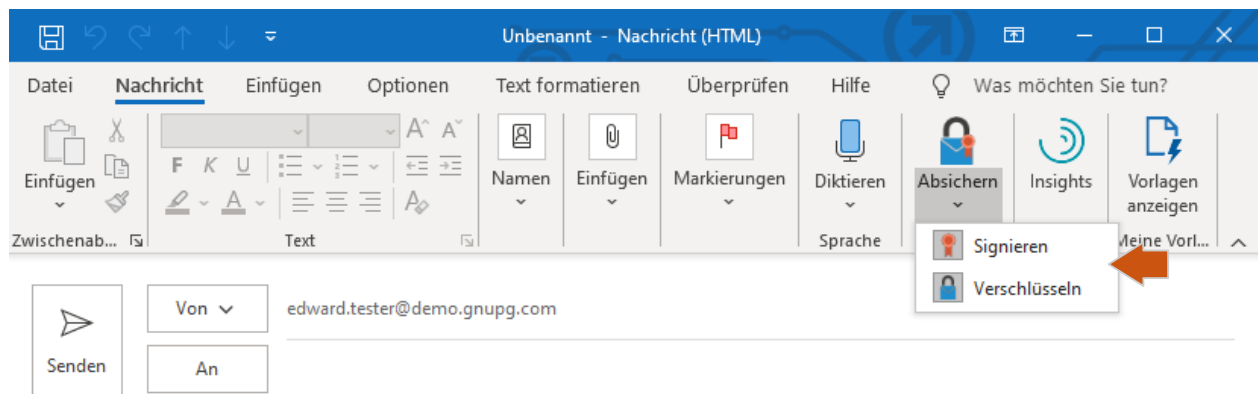 Unbenannt - Nachricht (HTML)
Datei Nachricht Einfügen Optionen Text formatieren Überprüfen Hilfe Was möchten Sie tun?
Einfügen
F K U
A
A A
Namen
Einfügen
Markierungen
Diktieren
Absichern
Insights
Vorlagen
anzeigen
Zwischenab... Text Sprache Meine Vorl...
Signieren
Verschlüsseln
Von
edward.tester@demo.gnupg.com
Senden
An